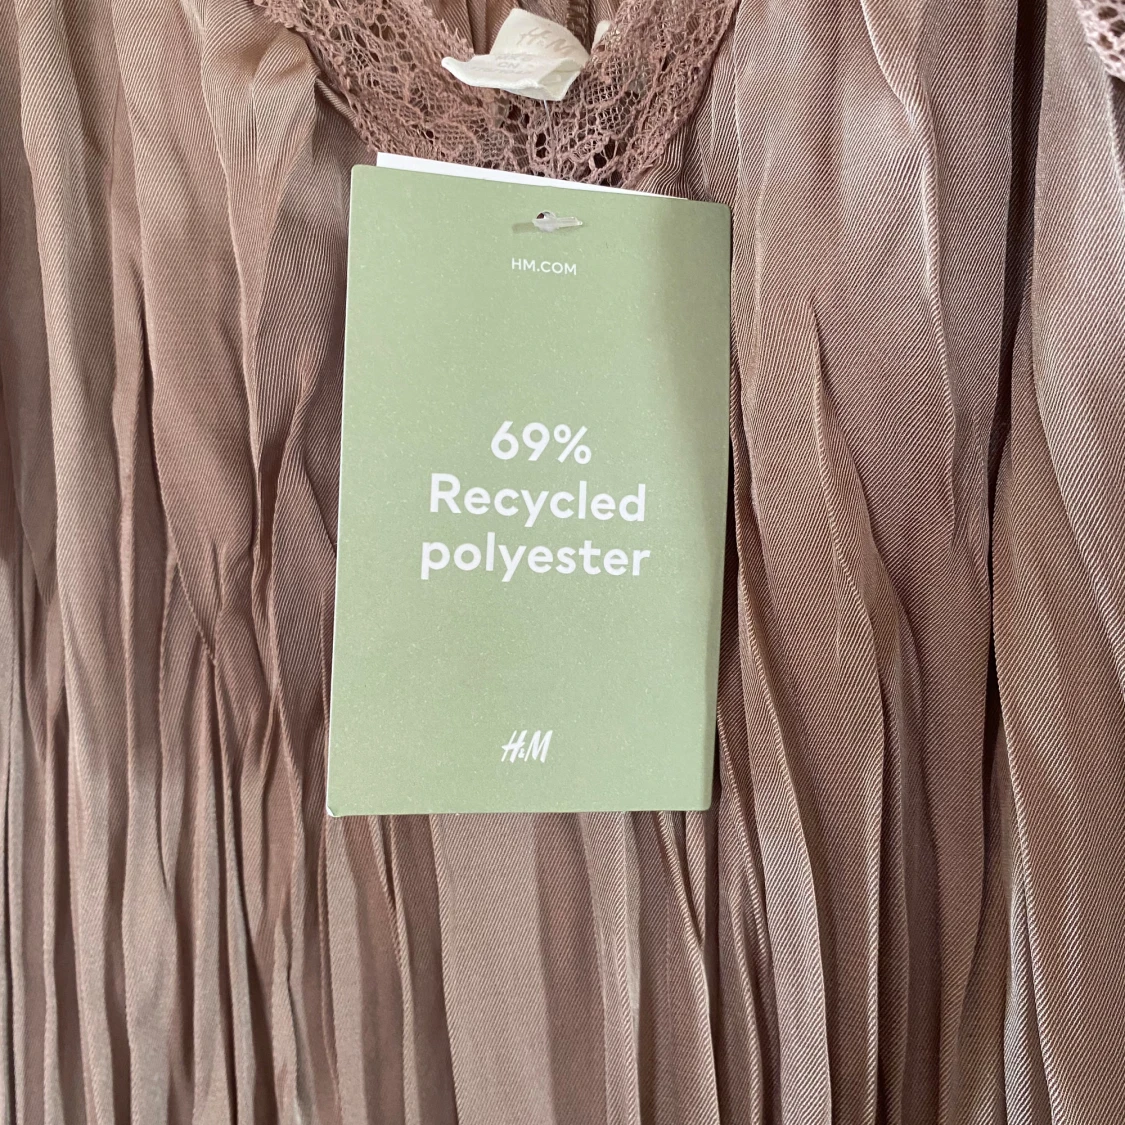 H&M
HM.COM
69%
Recycled
polyester
H&M